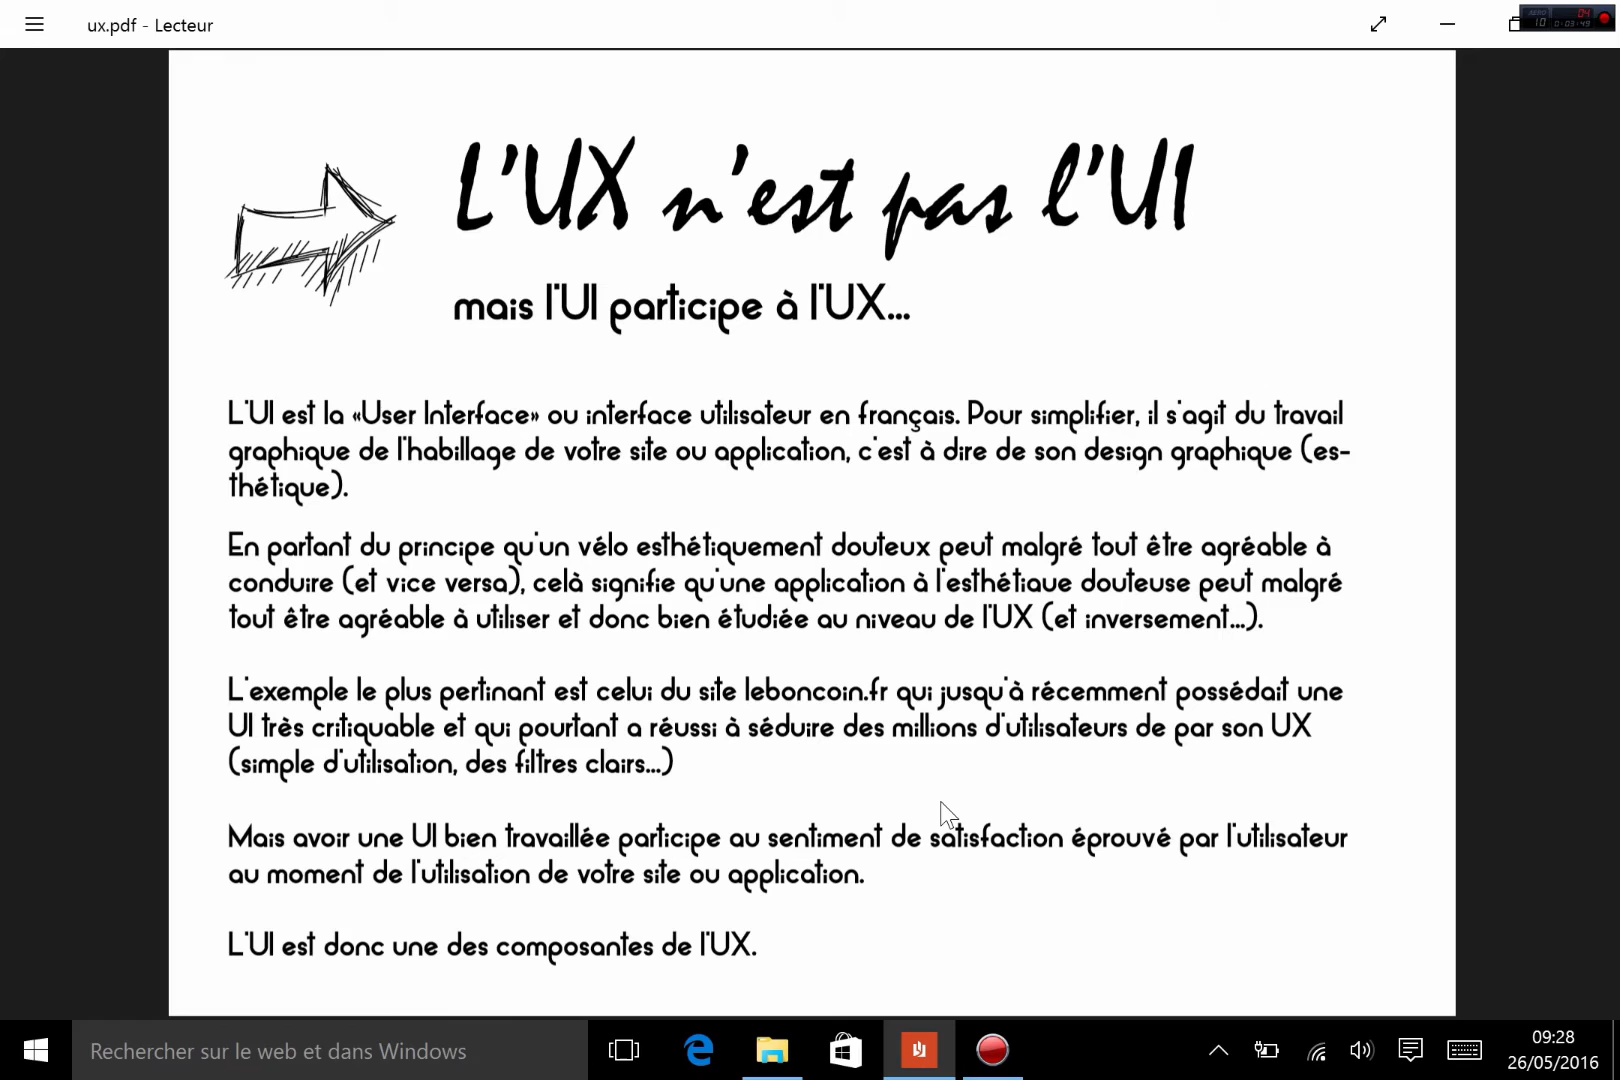 ux.pdf - Lecteur
L'UX n'est pas l'UI
mais l'UI participe à l'UX...
L'UI est la «User Interface» ou interface utilisateur en français. Pour simplifier, il s'agit du travail
graphique de l'habillage de votre site ou application, c'est à dire de son design graphique (es-
thétique).
En partant du principe qu'un vélo esthétiquement douteux peut malgré tout être agréable à
conduire (et vice versa), celà signifie qu'une application à l'esthétiaue douteuse peut malgré
tout être agréable à utiliser et donc bien étudiée au niveau de l'UX (et inversement...).
L'exemple le plus pertinant est celui du site leboncoin.fr qui jusqu'à récemment possédait une
UI très critiquable et qui pourtant a réussi à séduire des millions d'utilisateurs de par son UX
(simple d'utilisation, des filtres clairs...)
Mais avoir une UI bien travaillée participe au sentiment de satisfaction éprouvé par l'utilisateur
au moment de l'utilisation de votre site ou application.
L'UI est donc une des composantes de l'UX.
Rechercher sur le web et dans Windows
09:28
26/05/2016